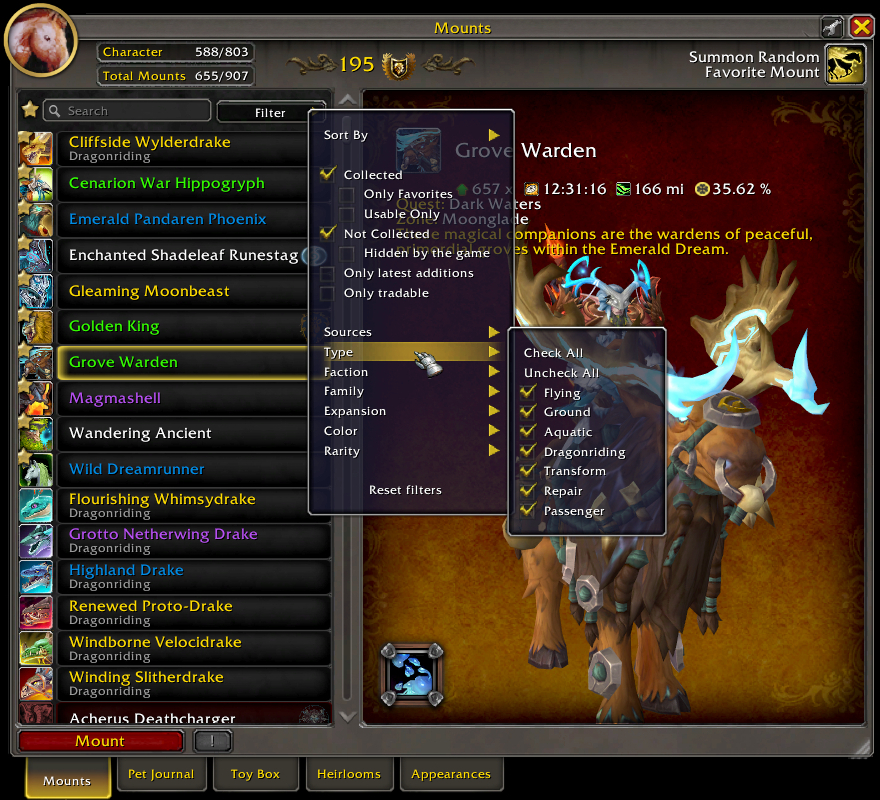 Mounts
Character 588/803
Total Mounts 655/907
195
Summon Random
Favorite Mount
Search
Filter
Cliffside Wylderdrake
Dragonriding
Cenarion War Hippogryph
Emerald Pandaren Phoenix
Enchanted Shadeleaf Runestag
Gleaming Moonbeast
Golden King
Grove Warden
Magmashell
Wandering Ancient
Wild Dreamrunner
Flourishing Whimsydrake
Dragonriding
Grotto Netherwing Drake
Dragonriding
Highland Drake
Dragonriding
Renewed Proto-Drake
Dragonriding
Windborne Velocidrake
Dragonriding
Winding Slitherdrake
Dragonriding
Acherus Deathcharger
Sort By
Collected
Only Favorites
Usable Only
Not Collected
Hidden by the game
Only latest additions
Only tradable
Sources
Type
Faction
Family
Expansion
Color
Rarity
Reset filters
Check All
Uncheck All
Flying
Ground
Aquatic
Dragonriding
Transform
Repair
Passenger
Grove Warden
657 x 12:31:16 166 mi 35.62 %
Quest: Dark Waters
Zone: Moonglade
These magical companions are the wardens of peaceful,
primordial groves within the Emerald Dream.
Mount
!
Mounts
Pet Journal
Toy Box
Heirlooms
Appearances